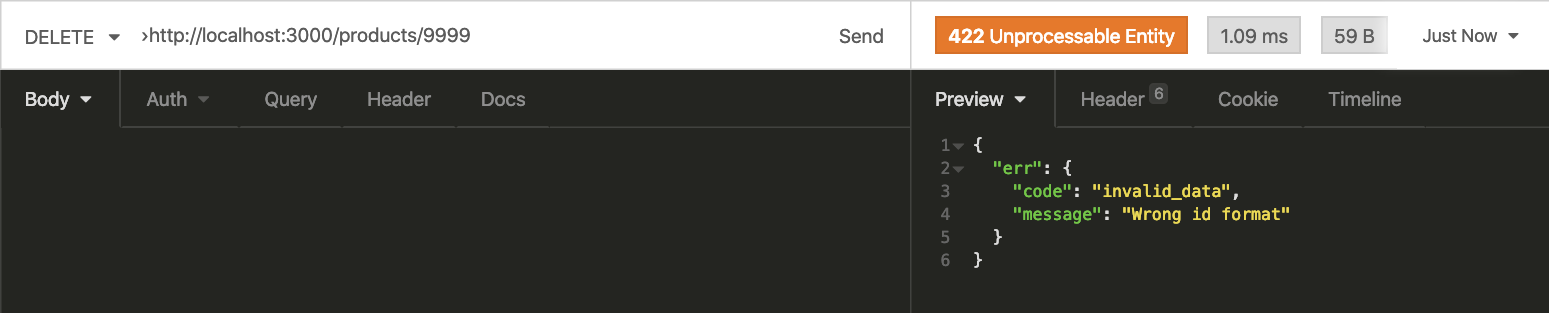 DELETE ›http://localhost:3000/products/9999 Send 422 Unprocessable Entity 1.09 ms 59 B Just Now
Body Auth Query Header Docs Preview Header 6 Cookie Timeline
1 {
2 "err": {
3 "code": "invalid_data",
4 "message": "Wrong id format"
5 }
6 }